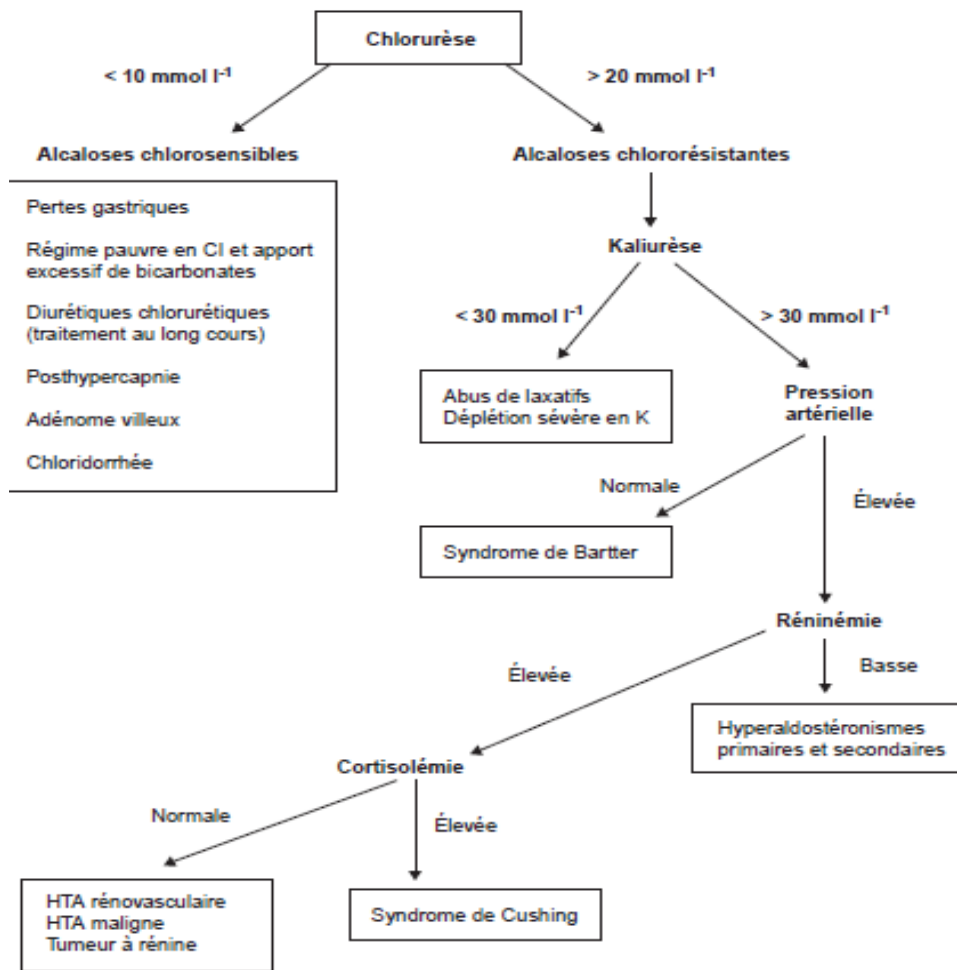 Chlorurèse
< 10 mmol l-1
> 20 mmol l-1
Alcaloses chlorosensibles
Alcaloses chlororésistantes
Pertes gastriques
Régime pauvre en Cl et apport
excessif de bicarbonates
Diurétiques chlorurétiques
(traitement au long cours)
Posthypercapnie
Adénome villeux
Chloridorrhée
Kaliurèse
< 30 mmol l-1
> 30 mmol l-1
Abus de laxatifs
Déplétion sévère en K
Pression
artérielle
Normale
Élevée
Syndrome de Bartter
Réninémie
Élevée
Basse
Hyperaldostéronismes
primaires et secondaires
Cortisolémie
Normale
Élevée
HTA rénovasculaire
HTA maligne
Tumeur à rénine
Syndrome de Cushing